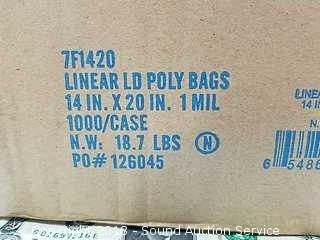 7F1420
LINEAR LD POLY BAGS
14 IN. X 20 IN. 1 MIL
1000/CASE
N.W: 18.7 LBS N
PO# 126045
LINEA
14 I
N.
6 5486
2018 - Sound Auction Service